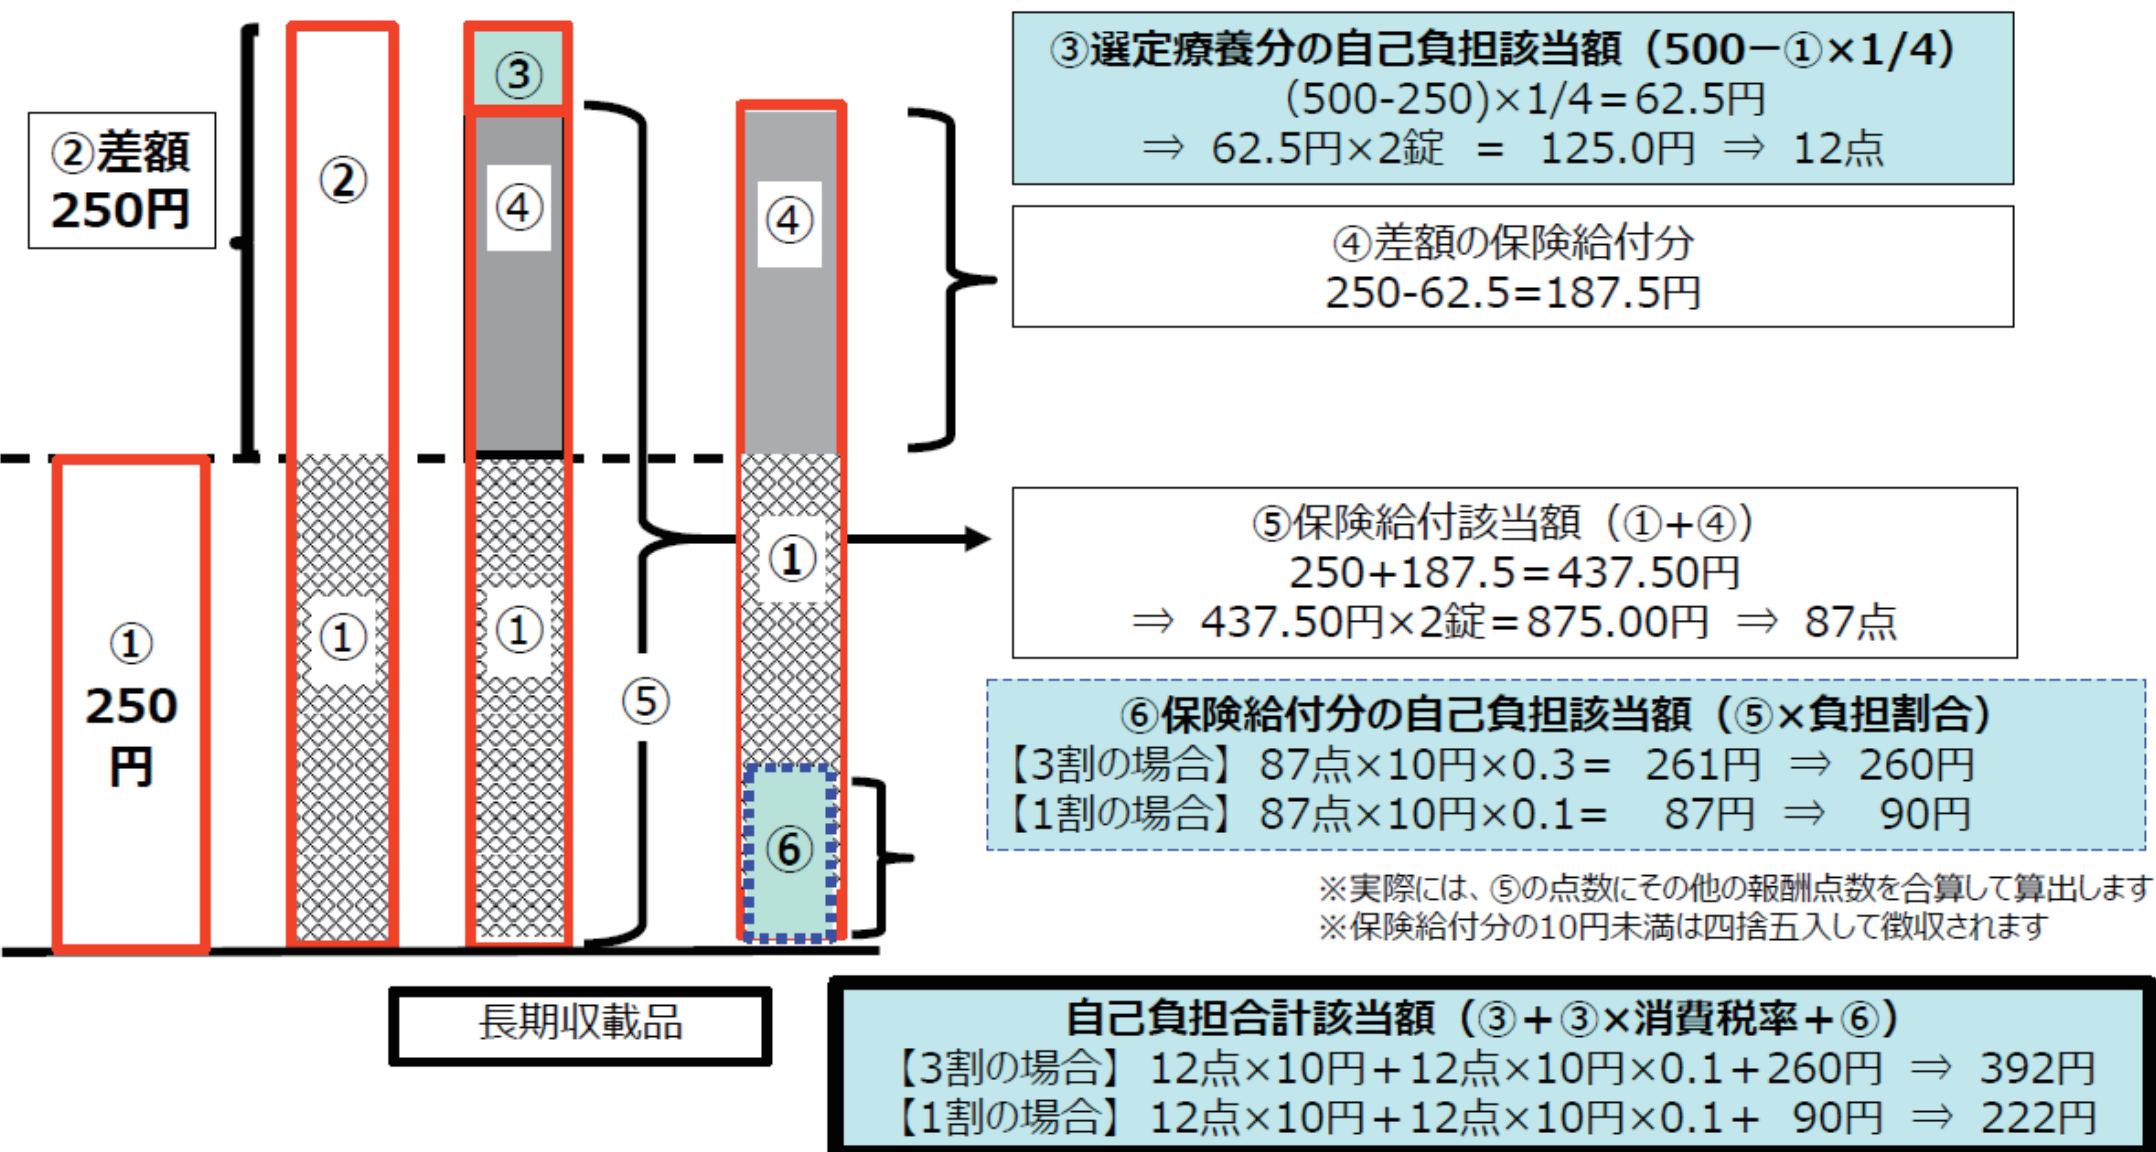 ②差額
250円
②
③
④
④
①
250
円
①
①
①
⑤
⑥
③選定療養分の自己負担該当額（500－①×1/4）
(500-250)×1/4＝62.5円
⇒ 62.5円×2錠 ＝ 125.0円 ⇒ 12点
④差額の保険給付分
250-62.5=187.5円
⑤保険給付該当額（①+④）
250+187.5＝437.50円
⇒ 437.50円×2錠＝875.00円 ⇒ 87点
⑥保険給付分の自己負担該当額（⑤×負担割合）
【3割の場合】87点×10円×0.3＝ 261円 ⇒ 260円
【1割の場合】87点×10円×0.1＝ 87円 ⇒ 90円
※実際には、⑤の点数にその他の報酬点数を合算して算出します
※保険給付分の10円未満は四捨五入して徴収されます
長期収載品
自己負担合計該当額（③＋③×消費税率＋⑥）
【3割の場合】12点×10円＋12点×10円×0.1＋260円 ⇒ 392円
【1割の場合】12点×10円＋12点×10円×0.1＋ 90円 ⇒ 222円